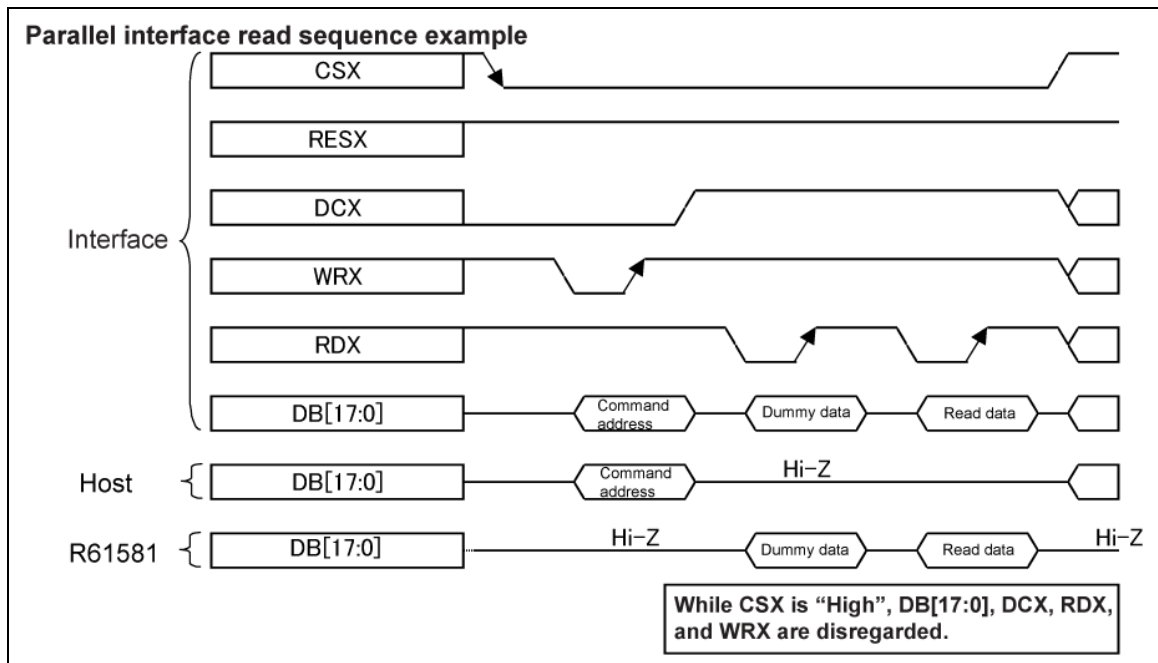 Parallel interface read sequence example
CSX
RESX
DCX
Interface
WRX
RDX
DB[17:0]
Command
address
Dummy data
Read data
Host
DB[17:0]
Command
address
Hi-Z
R61581
DB[17:0]
Hi-Z
Dummy data
Read data
Hi-Z
While CSX is “High”, DB[17:0], DCX, RDX,
and WRX are disregarded.